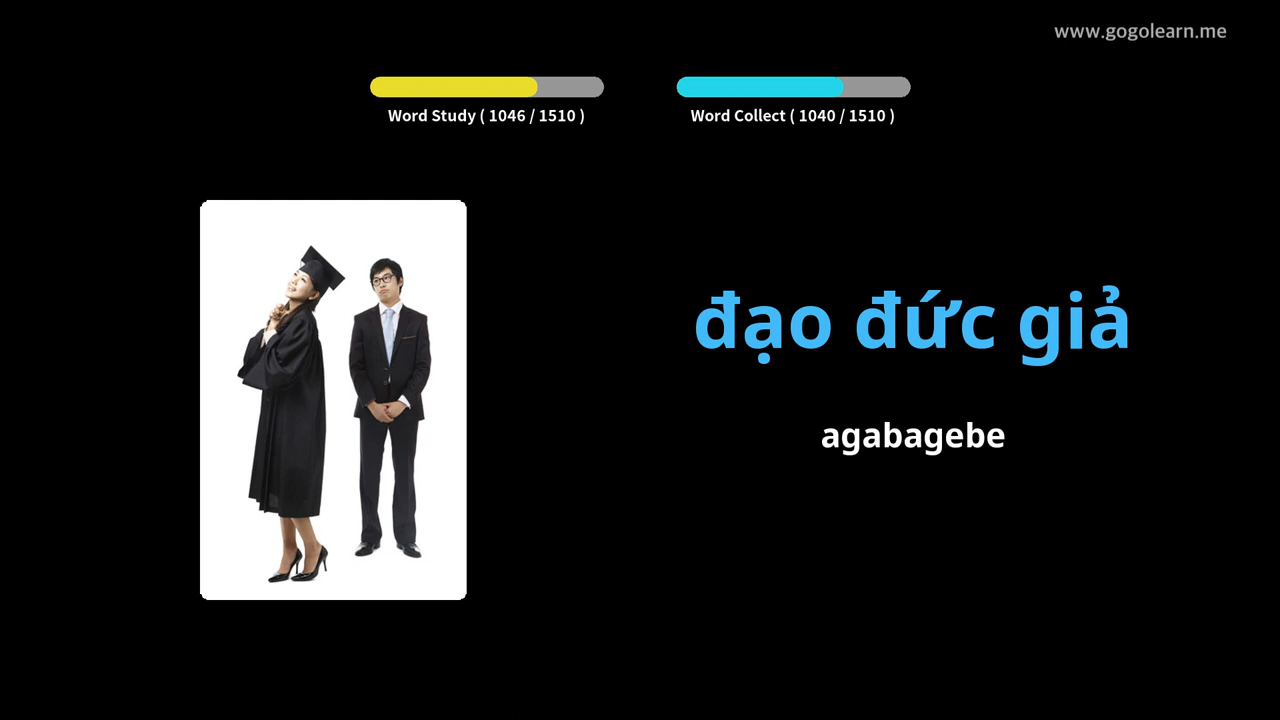 www.gogolearn.me
Word Study ( 1046 / 1510 )
Word Collect ( 1040 / 1510 )
đạo đức giả
agabagebe